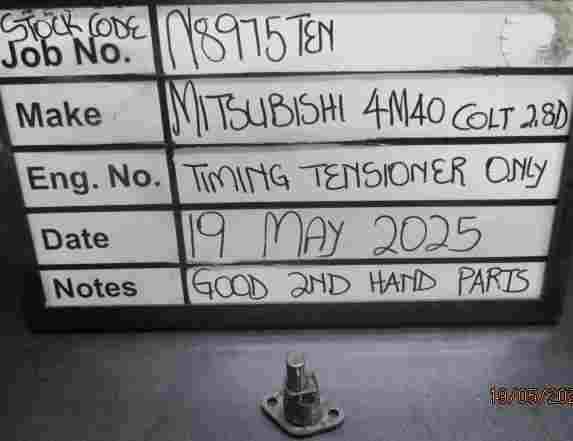 STOCK CODE
Job No. N8975TEN
Make MITSUBISHI 4M40 COLT 2.8D
Eng. No. TIMING TENSIONER ONLY
Date 19 MAY 2025
Notes GOOD 2ND HAND PARTS